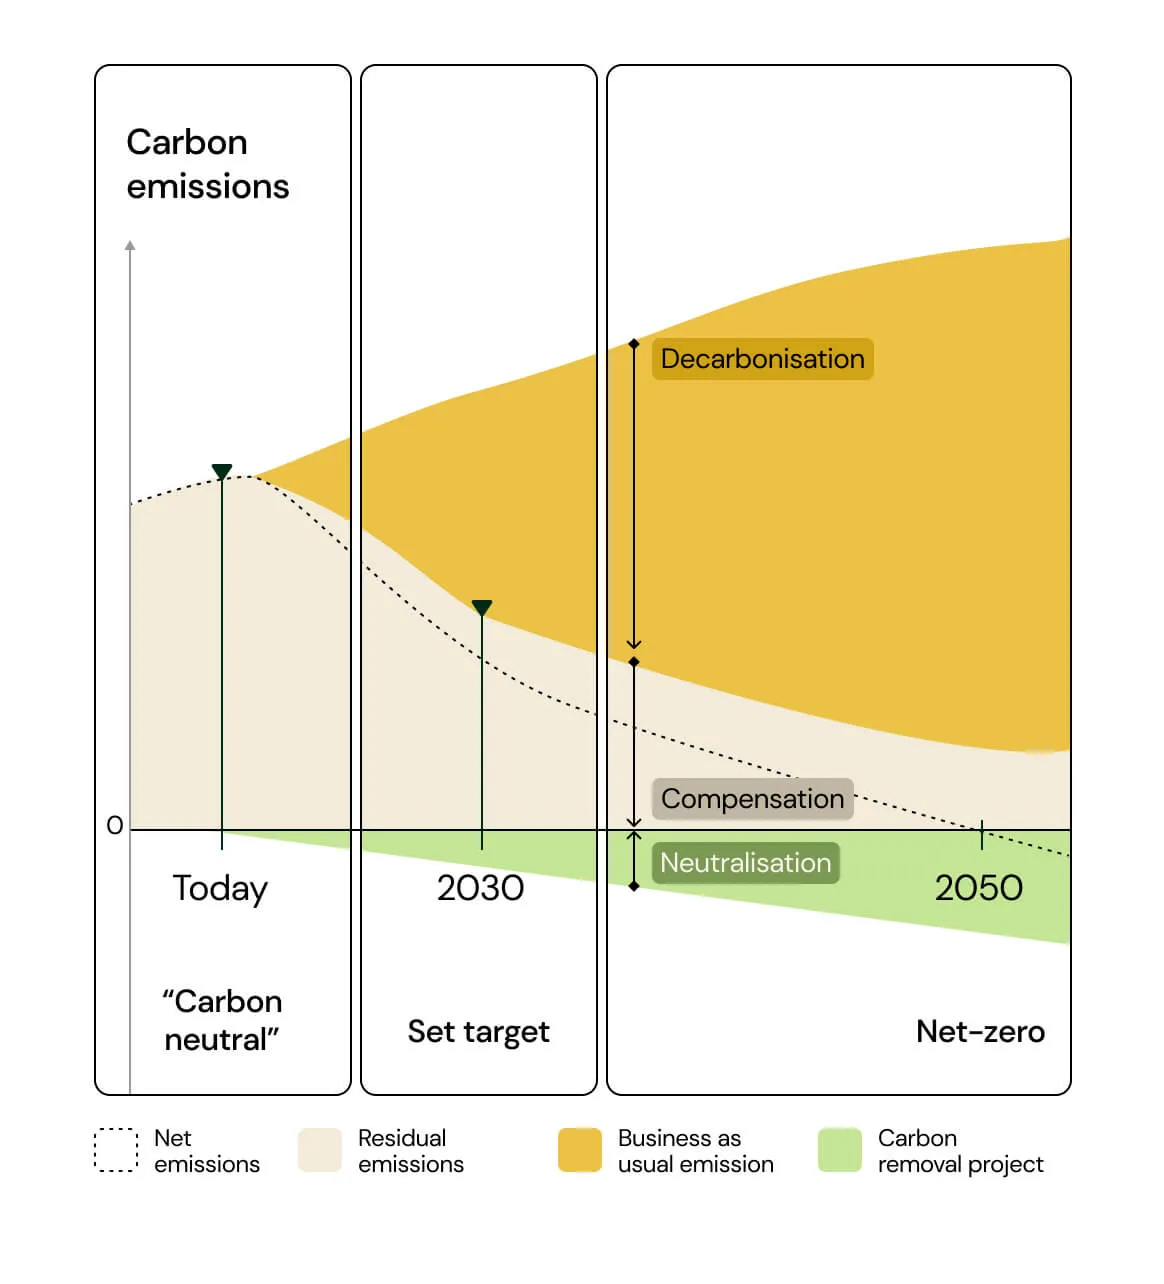 Carbon
emissions
Decarbonisation
Compensation
0
Neutralisation
Today
2030
2050
“Carbon
neutral”
Set target
Net-zero
Net
emissions
Residual
emissions
Business as
usual emission
Carbon
removal project